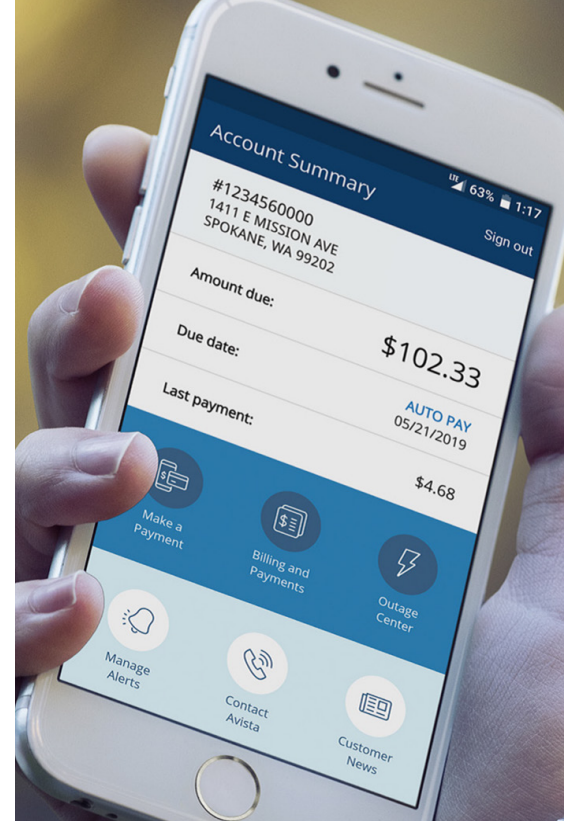 LTE 63% 1:17
Account Summary
Sign out
#1234560000
1411 E MISSION AVE
SPOKANE, WA 99202
Amount due:
$102.33
Due date:
AUTO PAY
05/21/2019
Last payment:
$4.68
Make a
Payment
Billing and
Payments
Outage
Center
Manage
Alerts
Contact
Avista
Customer
News